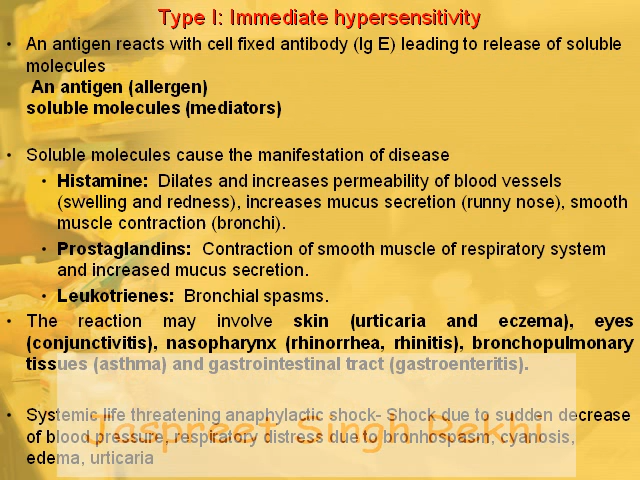 Type I: Immediate hypersensitivity
• An antigen reacts with cell fixed antibody (Ig E) leading to release of soluble
molecules
An antigen (allergen)
soluble molecules (mediators)
• Soluble molecules cause the manifestation of disease
• Histamine: Dilates and increases permeability of blood vessels
(swelling and redness), increases mucus secretion (runny nose), smooth
muscle contraction (bronchi).
• Prostaglandins: Contraction of smooth muscle of respiratory system
and increased mucus secretion.
• Leukotrienes: Bronchial spasms.
• The reaction may involve skin (urticaria and eczema), eyes
(conjunctivitis), nasopharynx (rhinorrhea, rhinitis), bronchopulmonary
tissues (asthma) and gastrointestinal tract (gastroenteritis).
• Systemic life threatening anaphylactic shock- Shock due to sudden decrease
of blood pressure, respiratory distress due to bronhospasm, cyanosis,
edema, urticaria
Jaspreet Singh Rekhi